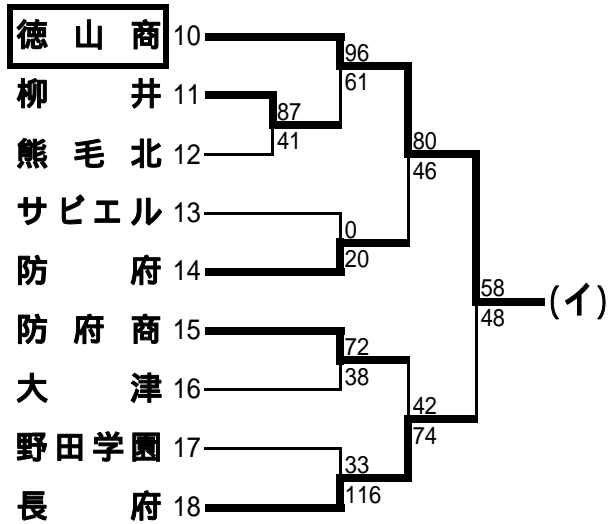 徳山商 10
柳井 11
熊毛北 12
サビエル 13
防府 14
防府商 15
大津 16
野田学園 17
長府 18
96
61
87
41
0
20
72
38
33
116
80
46
42
74
58
48
(イ)